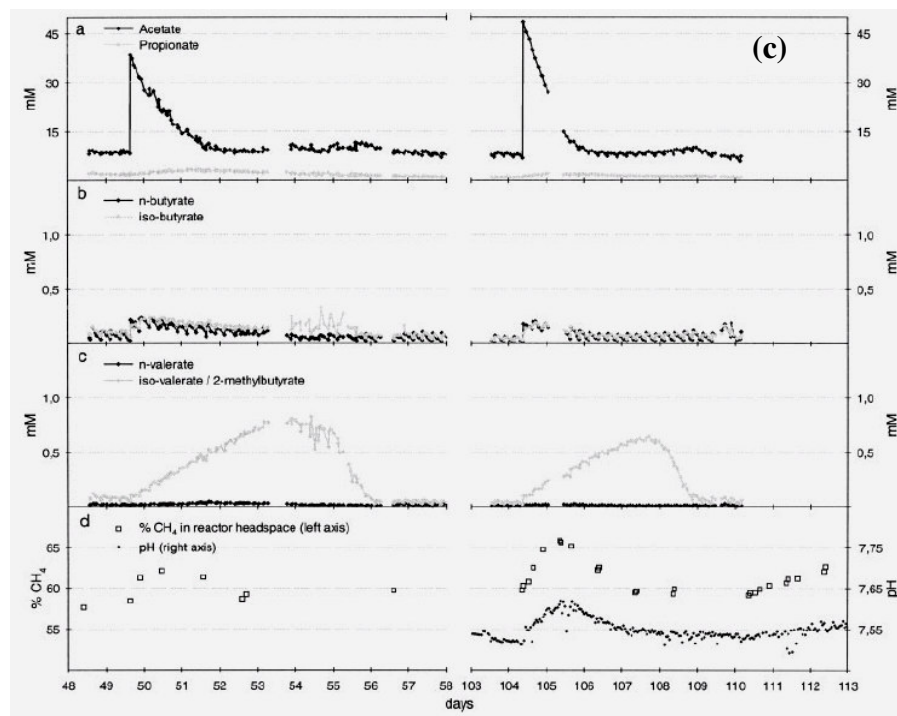 a
Acetate
Propionate
(c)
45
30
15
mM
45
30
15
mM
b
n-butyrate
iso-butyrate
1,0
0,5
mM
1,0
0,5
mM
c
n-valerate
iso-valerate / 2-methylbutyrate
1,0
0,5
mM
1,0
0,5
mM
d
% CH4 in reactor headspace (left axis)
pH (right axis)
65
60
55
% CH4
7,75
7,65
7,55
pH
48 49 50 51 52 53 54 55 56 57 58 103 104 105 106 107 108 109 110 111 112 113
days